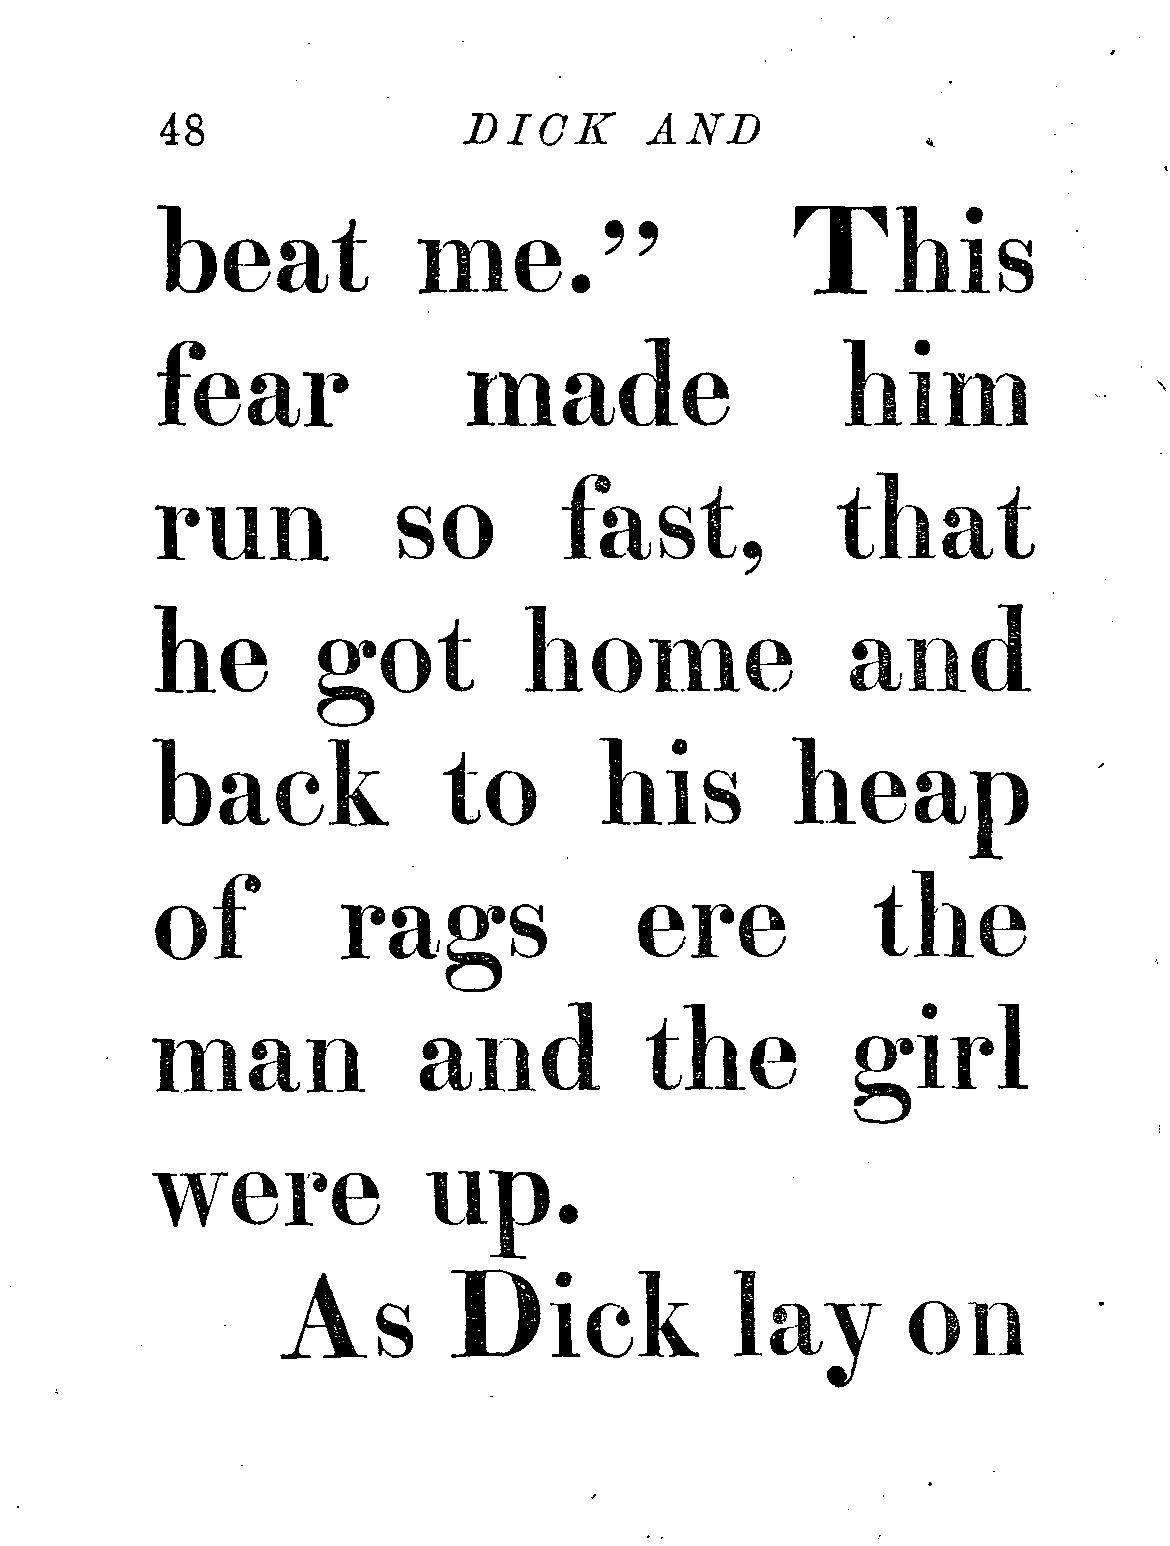 48 DICK AND
beat me.” This
fear made him
run so fast, that
he got home and
back to his heap
of rags ere the
man and the girl
were up.
As Dick lay on